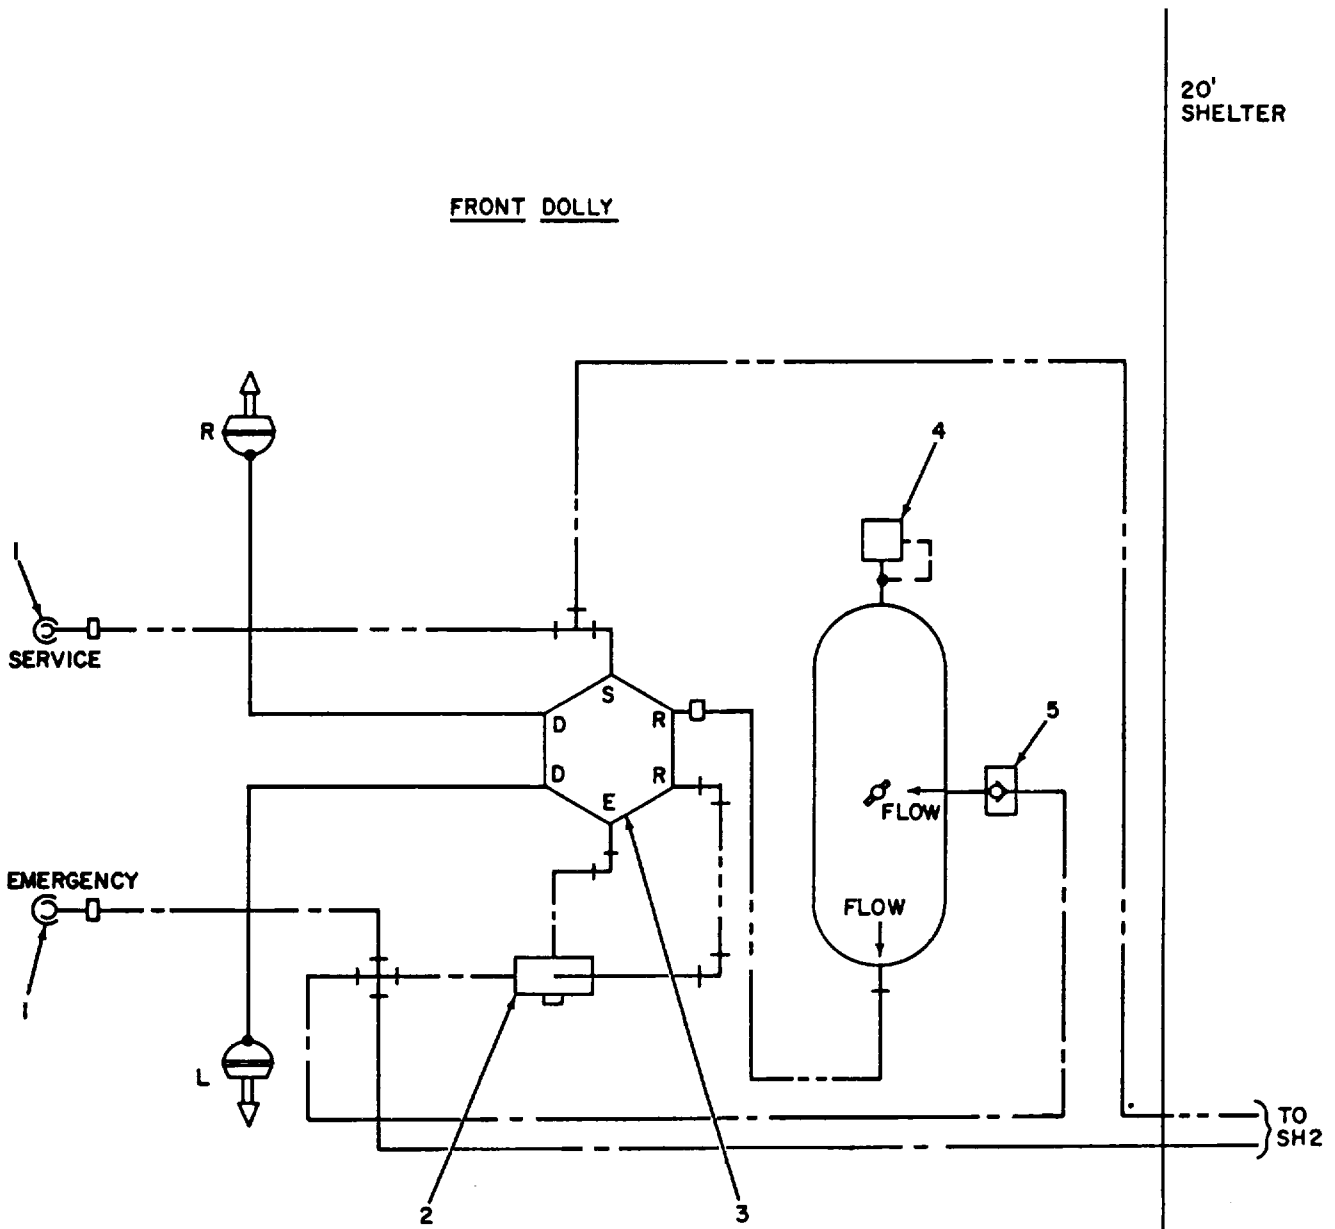 20'
SHELTER
FRONT DOLLY
R
4
1
SERVICE
S
D
R
5
D
R
E
FLOW
EMERGENCY
FLOW
1
L
TO
SH2
2
3